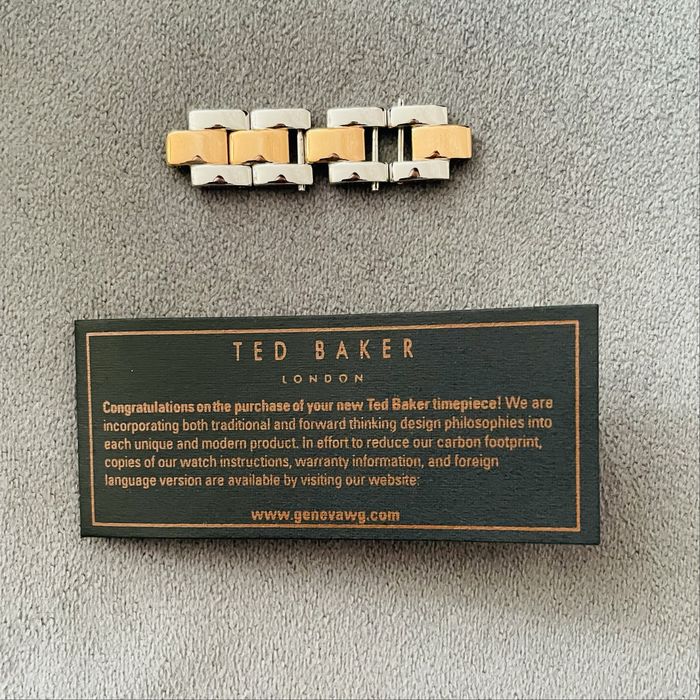 TED BAKER
LONDON
Congratulations on the purchase of your new Ted Baker timepiece! We are
incorporating both traditional and forward thinking design philosophies into
each unique and modern product. In effort to reduce our carbon footprint,
copies of our watch instructions, warranty information, and foreign
language version are available by visiting our website:
www.genevawg.com